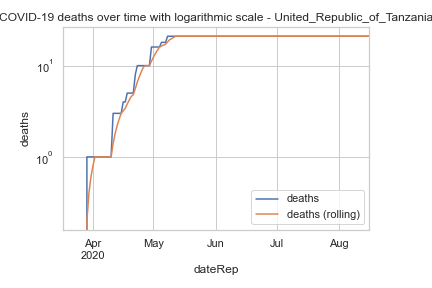 COVID-19 deaths over time with logarithmic scale - United_Republic_of_Tanzania
deaths
10¹
10⁰
deaths
deaths (rolling)
Apr
2020
May
Jun
Jul
Aug
dateRep